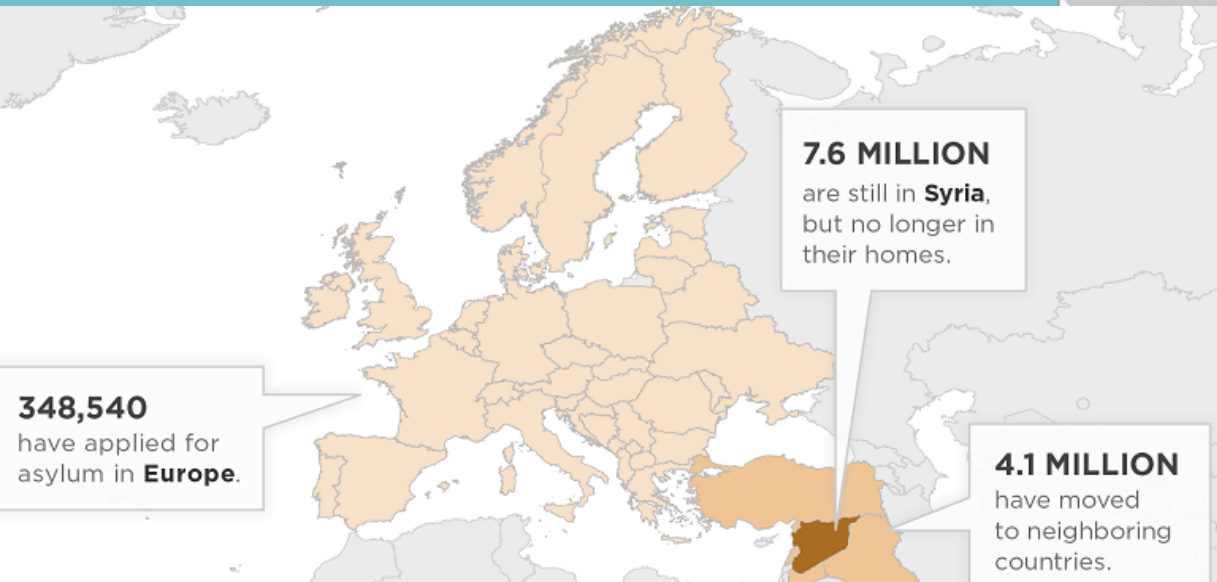 7.6 MILLION
are still in Syria,
but no longer in
their homes.
348,540
have applied for
asylum in Europe.
4.1 MILLION
have moved
to neighboring
countries.